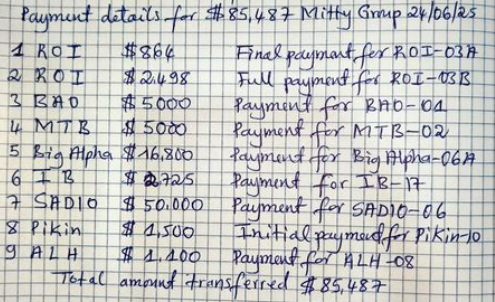 Payment details for $85,487 Mitty Group 24/06/25
1 ROI $864 Final payment for ROI-03A
2 ROI $2,498 Full payment for ROI-03B
3 BAO $5000 Payment for BAO-01
4 MTB $5000 Payment for MTB-02
5 Big Alpha $16,800 Payment for Big Alpha-06A
6 IB $2,725 Payment for IB-17
7 SADIO $50,000 Payment for SADIO-06
8 Pikin $1,500 Initial payment for Pikin-10
9 ALH $1,100 Payment for ALH-08
Total amount transferred $85,487